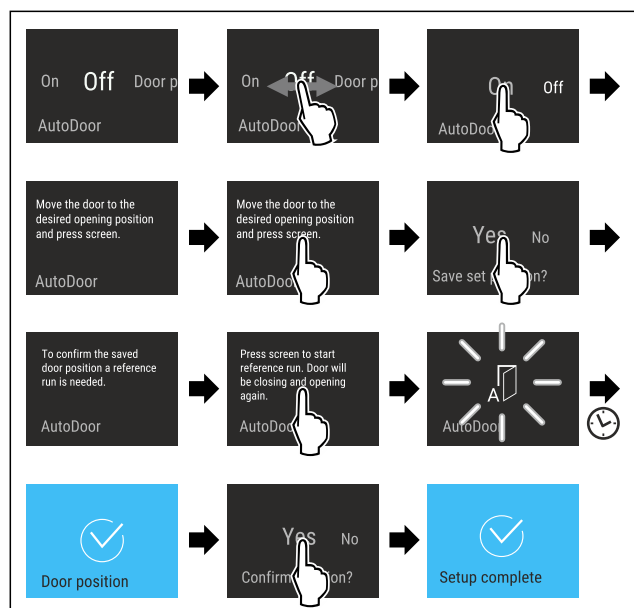 On Off Door p
AutoDoor
On Off Door p
AutoDoor
On Off
AutoDoor
Move the door to the
desired opening position
and press screen.
AutoDoor
Move the door to the
desired opening position
and press screen.
AutoDoor
Yes No
Save set position?
To confirm the saved
door position a reference
run is needed.
AutoDoor
Press screen to start
reference run. Door will
be closing and opening
again.
AutoDoor
A
AutoDoor
Door position
Yes No
Confirm position?
Setup complete